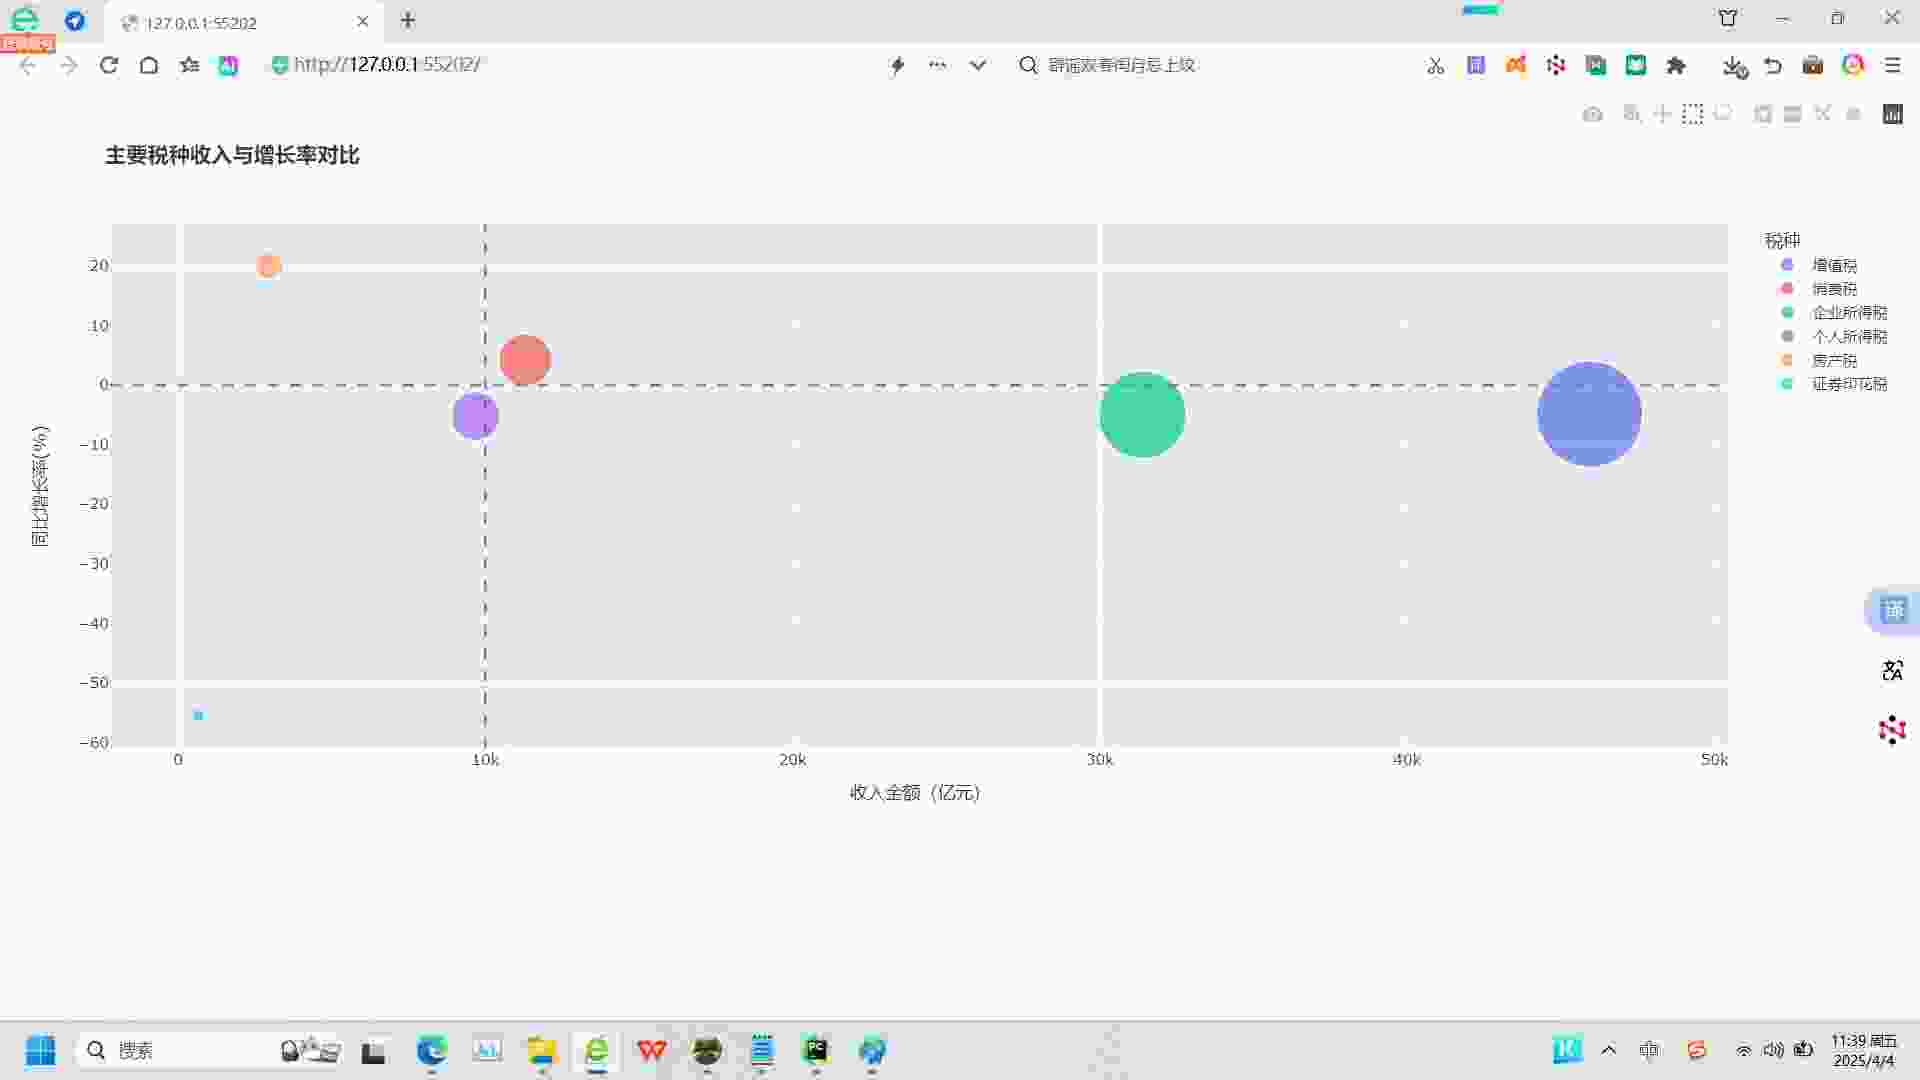 127.0.0.1:55202
http://127.0.0.1:55202/
主要税种收入与增长率对比
税种
增值税
消费税
企业所得税
个人所得税
房产税
证券印花税
20
10
0
−10
−20
−30
−40
−50
−60
同比增长率(%)
0
10k
20k
30k
40k
50k
收入金额（亿元）
译
搜索
PC
K
中
11:39 周五
2025/4/4